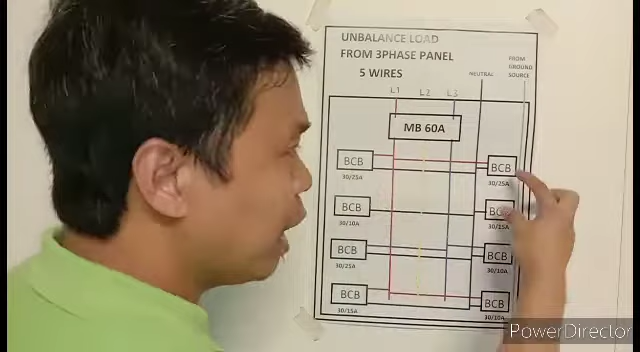 UNBALANCE LOAD
FROM 3PHASE PANEL
5 WIRES
NEUTRAL
FROM
GROUND
SOURCE
L1 L2 L3
MB 60A
BCB
30/25A
BCB
30/25A
BCB
30/10A
BCB
30/15A
BCB
30/25A
BCB
30/10A
BCB
30/15A
BCB
30/10A
PowerDirector